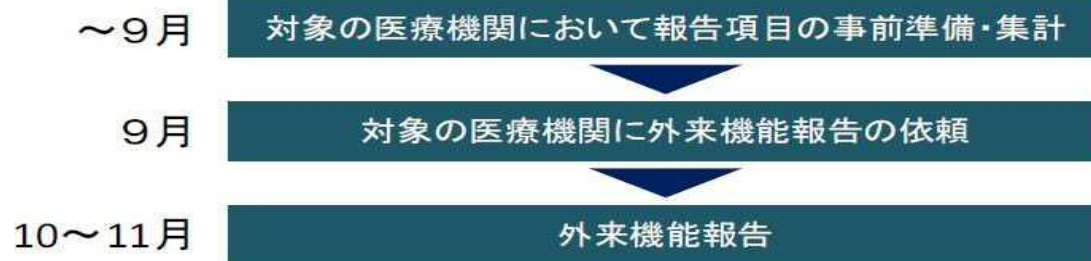 ～9月
対象の医療機関において報告項目の事前準備・集計
9月
対象の医療機関に外来機能報告の依頼
10～11月
外来機能報告